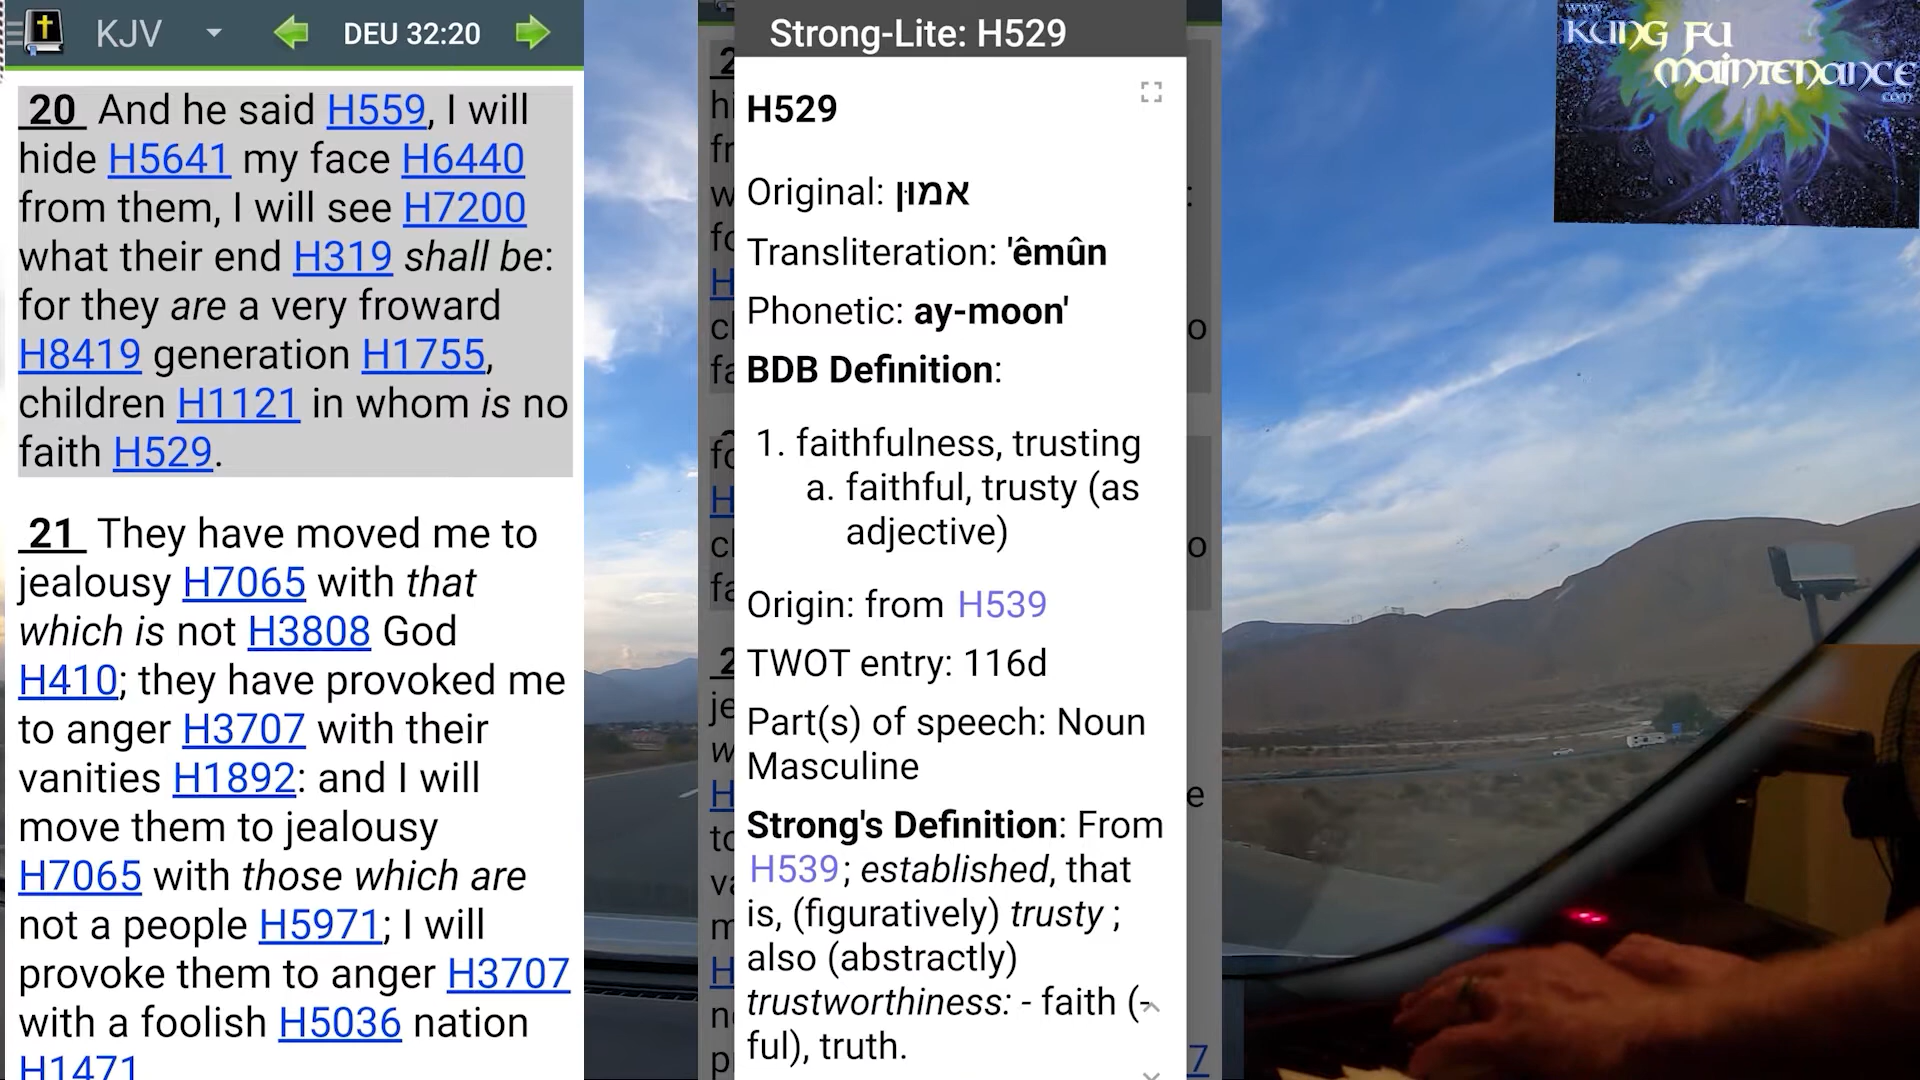 KJV DEU 32:20
20 And he said H559, I will
hide H5641 my face H6440
from them, I will see H7200
what their end H319 shall be:
for they are a very froward
H8419 generation H1755,
children H1121 in whom is no
faith H529.
21 They have moved me to
jealousy H7065 with that
which is not H3808 God
H410; they have provoked me
to anger H3707 with their
vanities H1892: and I will
move them to jealousy
H7065 with those which are
not a people H5971; I will
provoke them to anger H3707
with a foolish H5036 nation
H1471
Strong-Lite: H529
H529
Original: אמוּן
Transliteration: 'êmûn
Phonetic: ay-moon'
BDB Definition:
1. faithfulness, trusting
a. faithful, trusty (as
adjective)
Origin: from H539
TWOT entry: 116d
Part(s) of speech: Noun
Masculine
Strong's Definition: From
H539; established, that
is, (figuratively) trusty ;
also (abstractly)
trustworthiness: - faith (-
ful), truth.
www.
Kung Fu
maintenance
.com